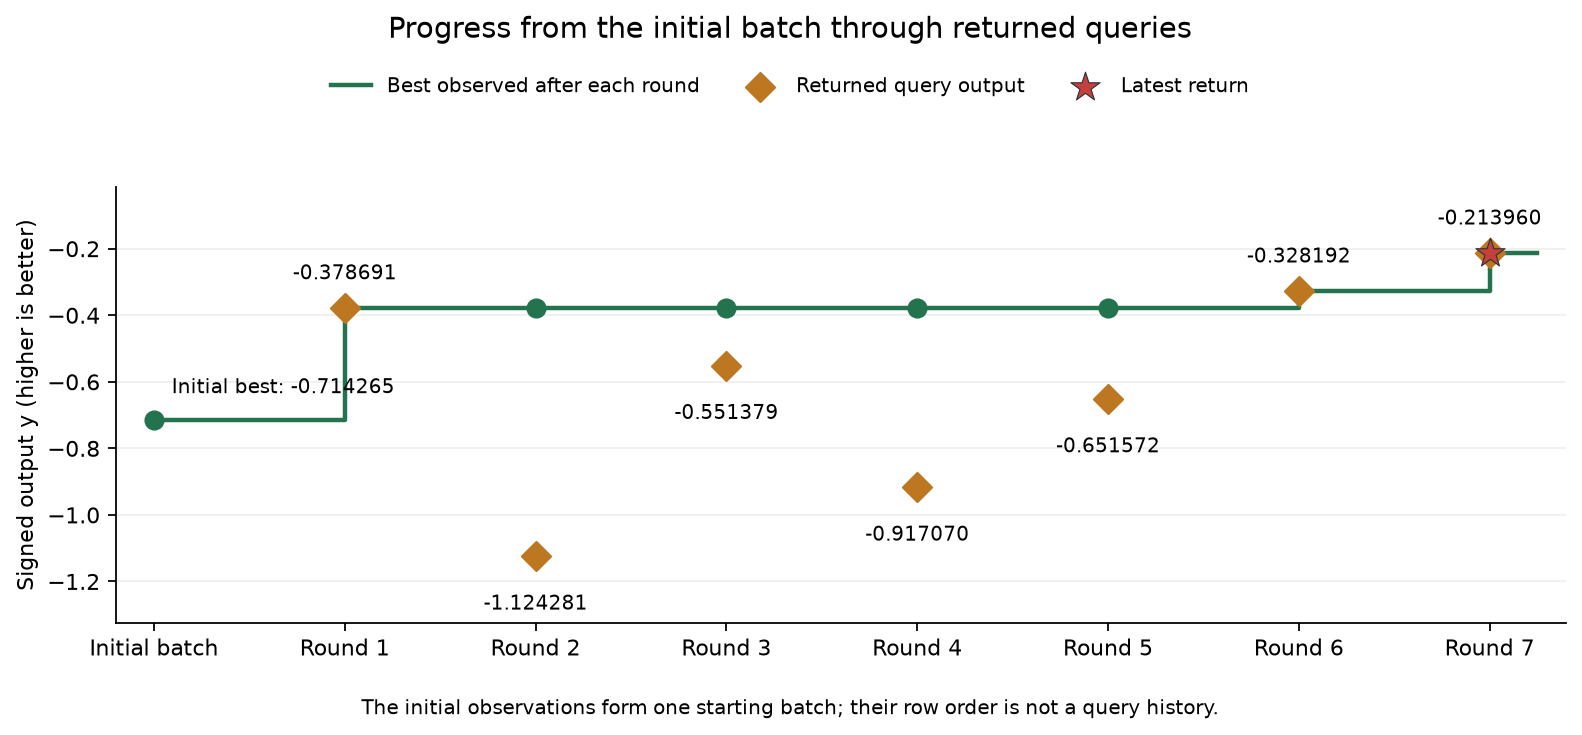 Progress from the initial batch through returned queries
Best observed after each round
Returned query output
Latest return
Signed output y (higher is better)
−0.2
−0.4
−0.6
−0.8
−1.0
−1.2
Initial best: -0.714265
-0.378691
-1.124281
-0.551379
-0.917070
-0.651572
-0.328192
-0.213960
Initial batch
Round 1
Round 2
Round 3
Round 4
Round 5
Round 6
Round 7
The initial observations form one starting batch; their row order is not a query history.